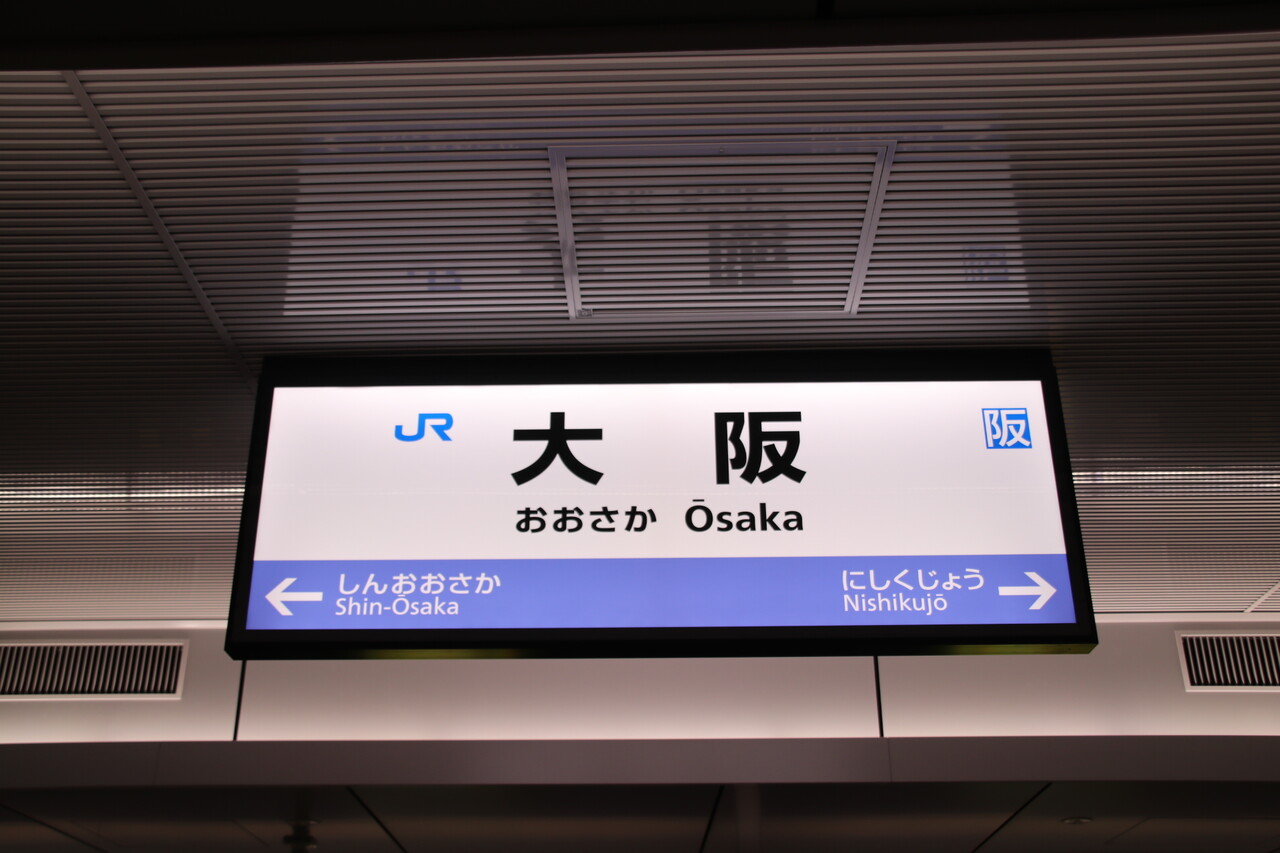 JR 大阪 阪
おおさか Ōsaka
← しんおおさか にしくじょう →
Shin-Ōsaka Nishikujō